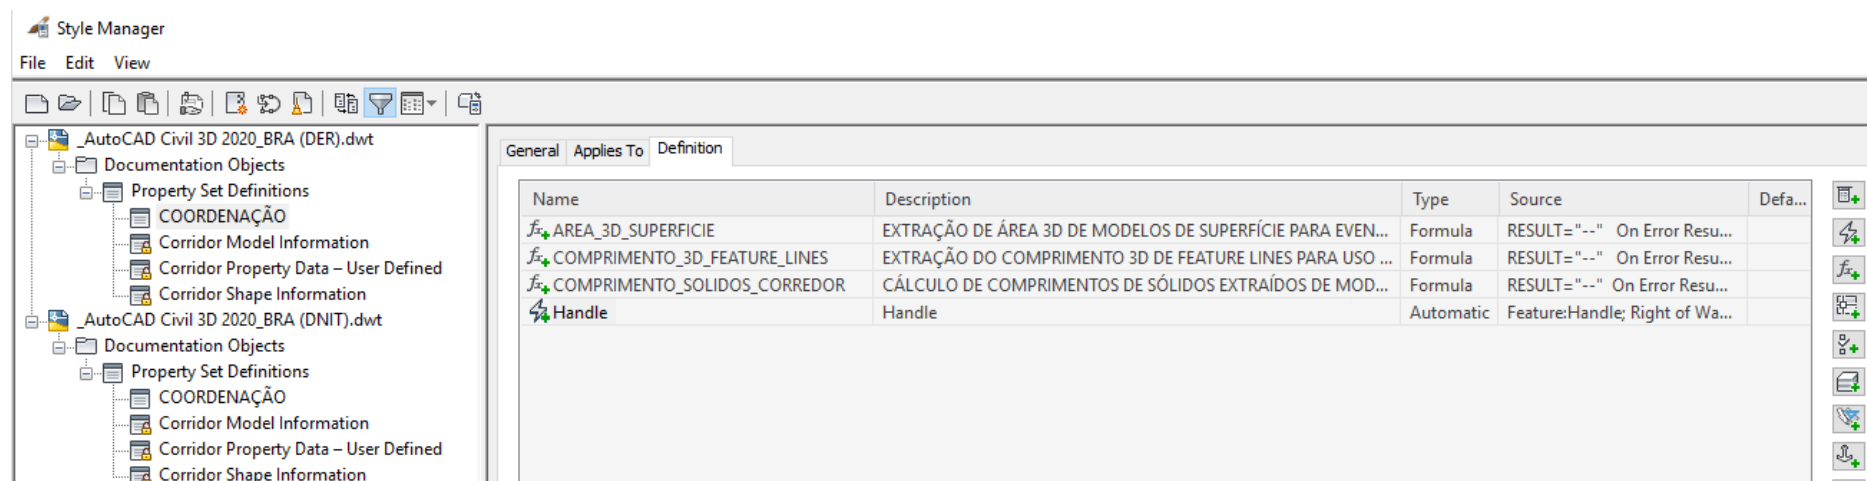 Style Manager
File Edit View
_AutoCAD Civil 3D 2020_BRA (DER).dwt
Documentation Objects
Property Set Definitions
COORDENAÇÃO
Corridor Model Information
Corridor Property Data – User Defined
Corridor Shape Information
_AutoCAD Civil 3D 2020_BRA (DNIT).dwt
Documentation Objects
Property Set Definitions
COORDENAÇÃO
Corridor Model Information
Corridor Property Data – User Defined
Corridor Shape Information
General Applies To Definition
Name Description Type Source Defa...
AREA_3D_SUPERFICIE EXTRAÇÃO DE ÁREA 3D DE MODELOS DE SUPERFÍCIE PARA EVEN... Formula RESULT="--" On Error Resu...
COMPRIMENTO_3D_FEATURE_LINES EXTRAÇÃO DO COMPRIMENTO 3D DE FEATURE LINES PARA USO ... Formula RESULT="--" On Error Resu...
COMPRIMENTO_SOLIDOS_CORREDOR CÁLCULO DE COMPRIMENTOS DE SÓLIDOS EXTRAÍDOS DE MOD... Formula RESULT="--" On Error Resu...
Handle Handle Automatic Feature:Handle; Right of Wa...